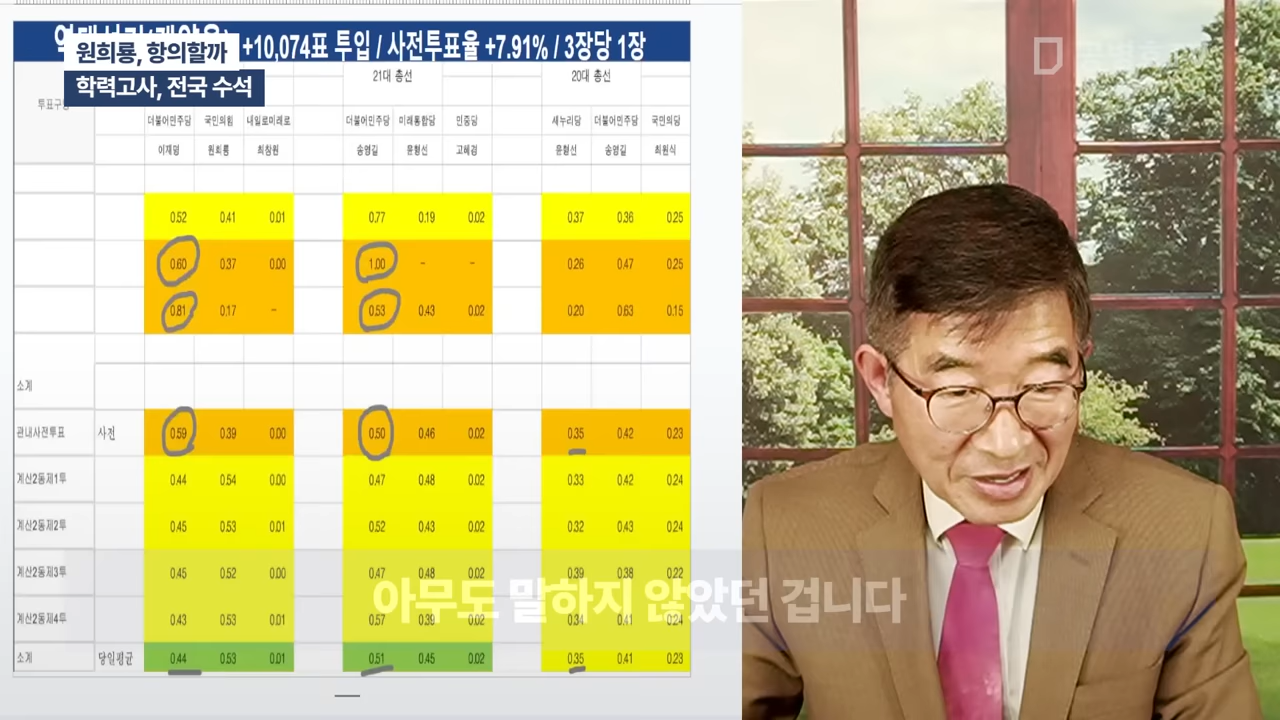 +10,074표 투입 / 사전투표율 +7.91% / 3장당 1장
원희룡, 항의할까
학력고사, 전국 수석
21대 총선 20대 총선
더불어민주당 국민의힘 내일로미래로 더불어민주당 미래통합당 민중당 새누리당 더불어민주당 국민의당
이재명 원희룡 최창원 송영길 윤형선 고혜경 윤형선 송영길 최원식
0.52 0.41 0.01 0.77 0.19 0.02 0.37 0.36 0.25
0.60 0.37 0.00 1.00 - - 0.26 0.47 0.25
0.81 0.17 - 0.53 0.43 0.02 0.20 0.63 0.15
소계
관내사전투표 사전 0.59 0.39 0.00 0.50 0.46 0.02 0.35 0.42 0.23
계산2동제1투 0.44 0.54 0.00 0.47 0.48 0.02 0.33 0.42 0.24
계산2동제2투 0.45 0.53 0.01 0.52 0.43 0.02 0.32 0.43 0.24
계산2동제3투 0.45 0.52 0.00 0.47 0.48 0.02 0.39 0.38 0.22
계산2동제4투 0.43 0.53 0.01 0.57 0.39 0.02 0.34 0.41 0.24
소계 당일평균 0.44 0.53 0.01 0.51 0.45 0.02 0.35 0.41 0.23
아무도 말하지 않았던 겁니다